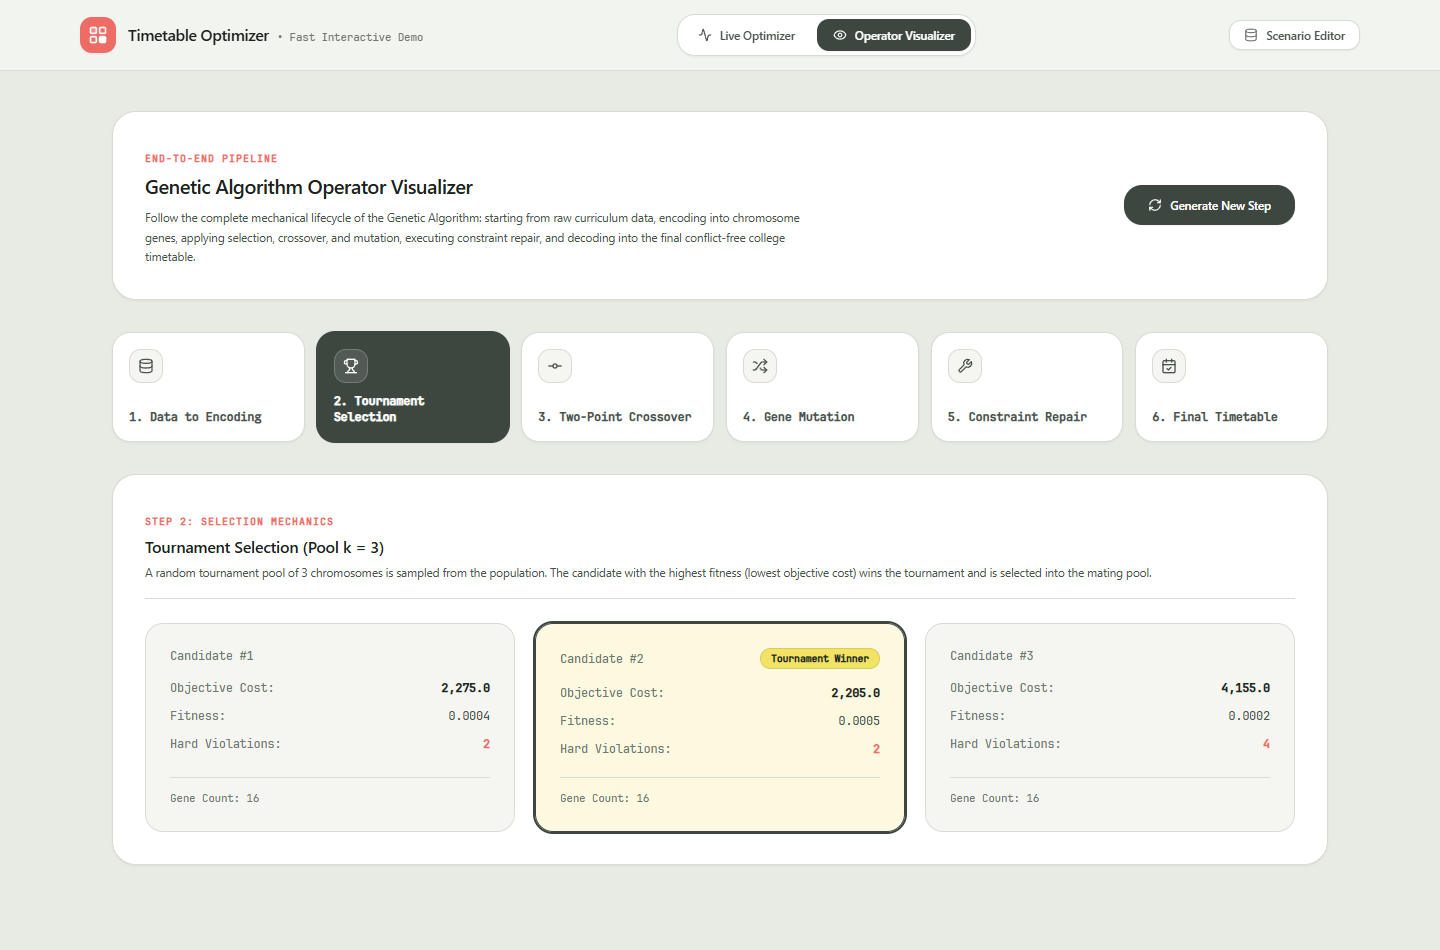 Timetable Optimizer • Fast Interactive Demo
Live Optimizer
Operator Visualizer
Scenario Editor
END-TO-END PIPELINE
Genetic Algorithm Operator Visualizer
Follow the complete mechanical lifecycle of the Genetic Algorithm: starting from raw curriculum data, encoding into chromosome
genes, applying selection, crossover, and mutation, executing constraint repair, and decoding into the final conflict-free college
timetable.
Generate New Step
1. Data to Encoding
2. Tournament
Selection
3. Two-Point Crossover
4. Gene Mutation
5. Constraint Repair
6. Final Timetable
STEP 2: SELECTION MECHANICS
Tournament Selection (Pool k = 3)
A random tournament pool of 3 chromosomes is sampled from the population. The candidate with the highest fitness (lowest objective cost) wins the tournament and is selected into the mating pool.
Candidate #1
Objective Cost: 2,275.0
Fitness: 0.0004
Hard Violations: 2
Gene Count: 16
Candidate #2 Tournament Winner
Objective Cost: 2,205.0
Fitness: 0.0005
Hard Violations: 2
Gene Count: 16
Candidate #3
Objective Cost: 4,155.0
Fitness: 0.0002
Hard Violations: 4
Gene Count: 16